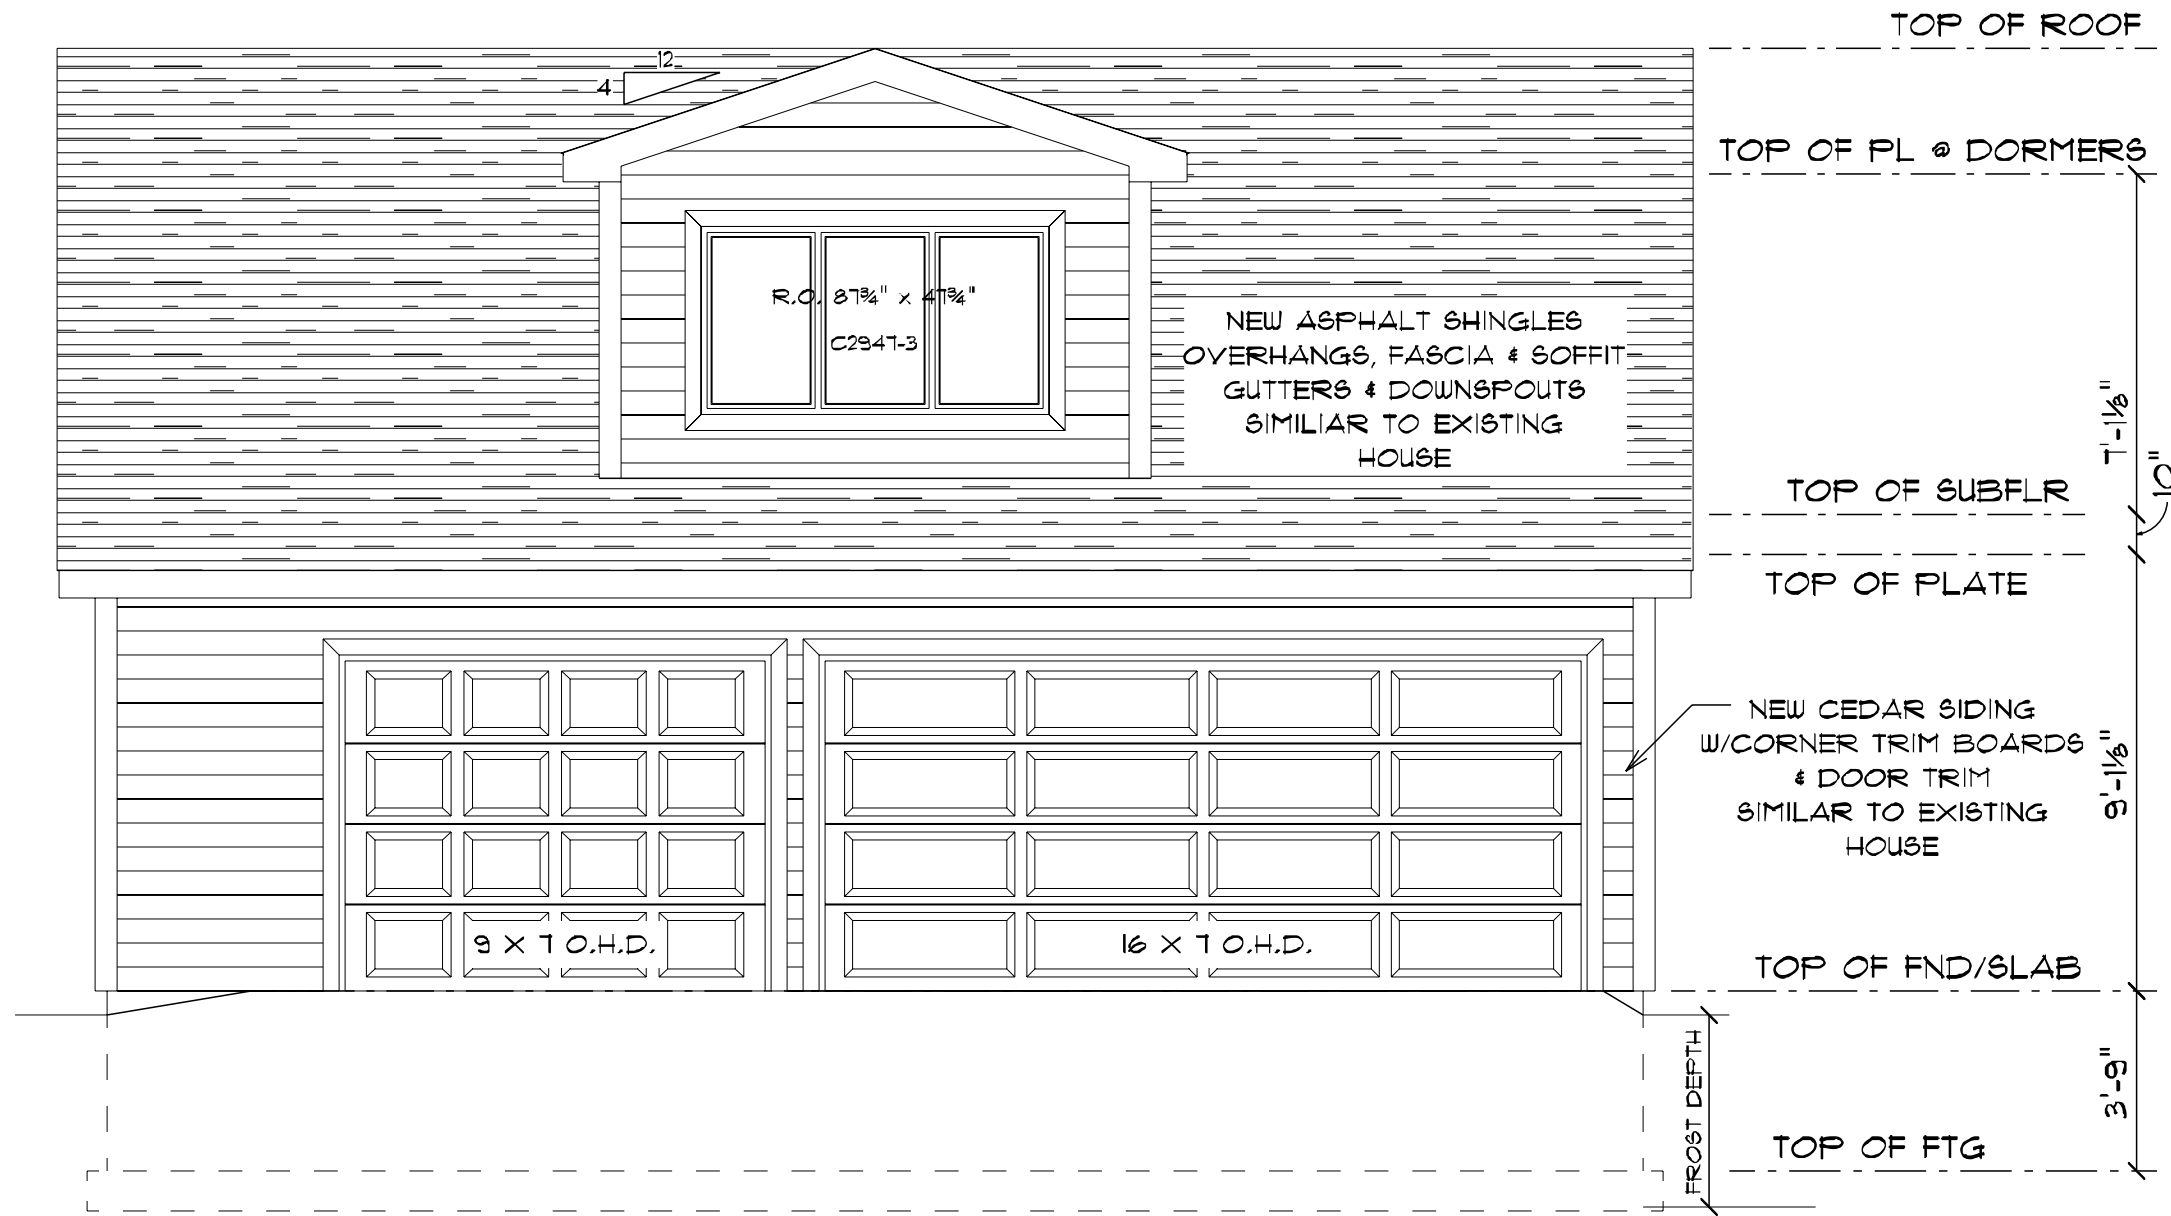 TOP OF ROOF
12
4
TOP OF PL @ DORMERS
R.O. 87¾" x 47¾"
C2947-3
NEW ASPHALT SHINGLES
OVERHANGS, FASCIA & SOFFIT
GUTTERS & DOWNSPOUTS
SIMILIAR TO EXISTING
HOUSE
7'-1⅛"
TOP OF SUBFLR
TOP OF PLATE
NEW CEDAR SIDING
W/CORNER TRIM BOARDS
& DOOR TRIM
SIMILAR TO EXISTING
HOUSE
9'-1⅛"
9 X 7 O.H.D.
16 X 7 O.H.D.
TOP OF FND/SLAB
FROST DEPTH
3'-9"
TOP OF FTG